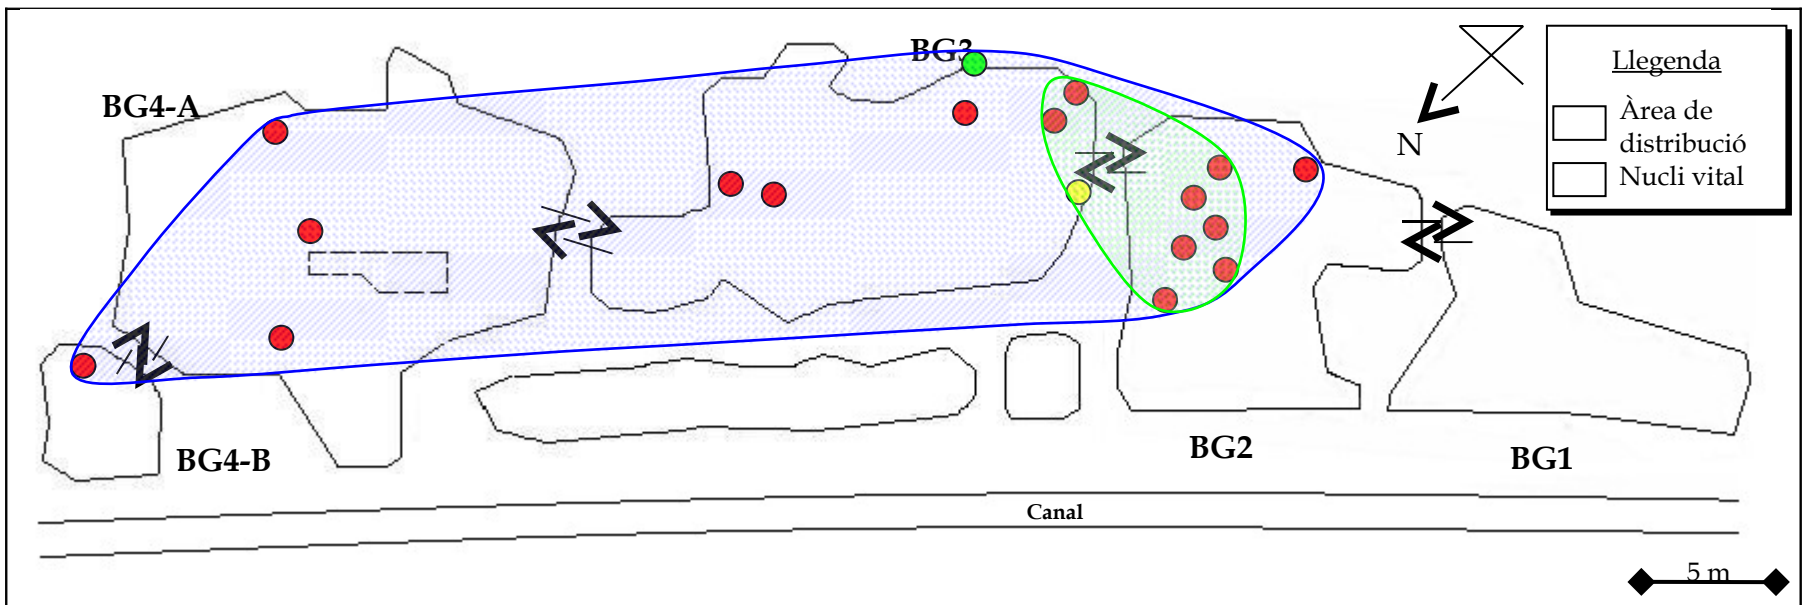 BG3
BG4-A
Llegenda
Àrea de
distribució
Nucli vital
N
BG4-B
BG2
BG1
Canal
5 m